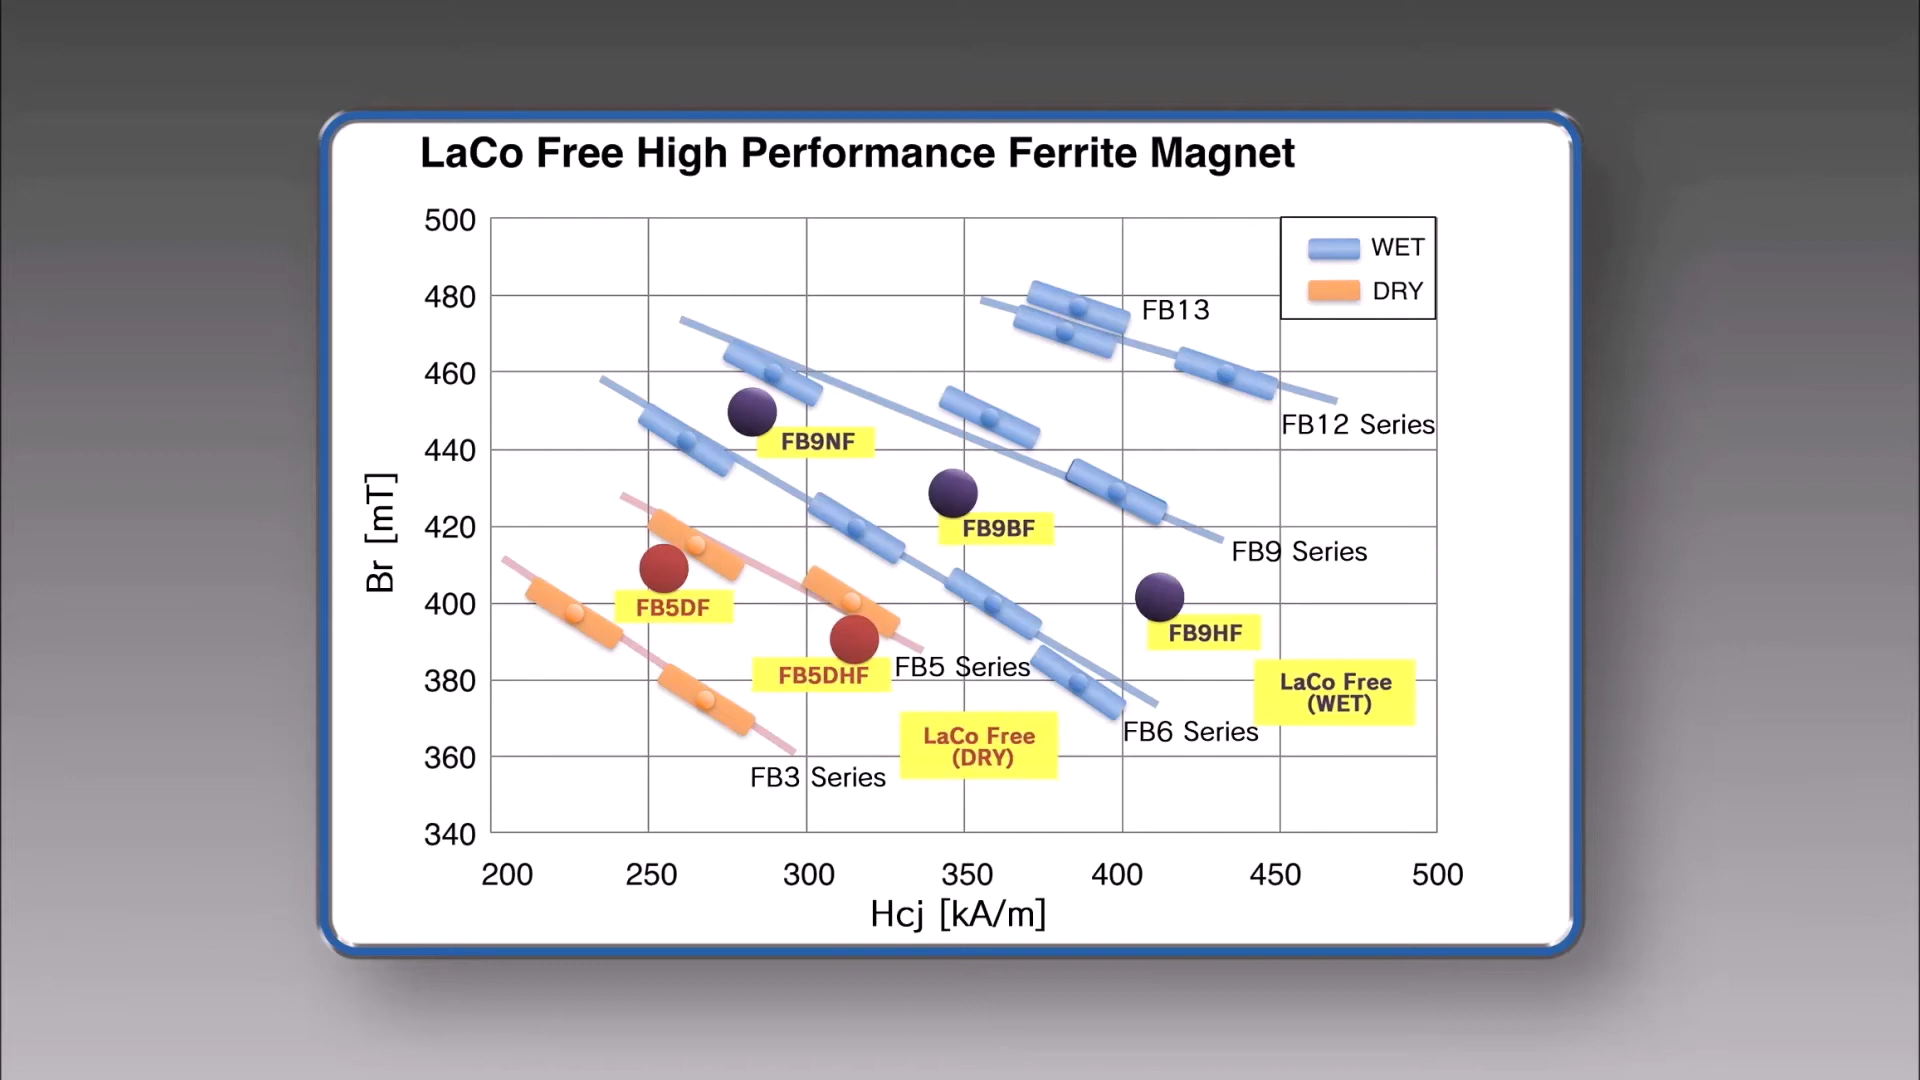 LaCo Free High Performance Ferrite Magnet
500
480
460
440
420
400
380
360
340
Br [mT]
200 250 300 350 400 450 500
Hcj [kA/m]
WET
DRY
FB13
FB12 Series
FB9NF
FB9BF
FB9 Series
FB5DF
FB9HF
FB5DHF
FB5 Series
LaCo Free
(WET)
FB6 Series
LaCo Free
(DRY)
FB3 Series